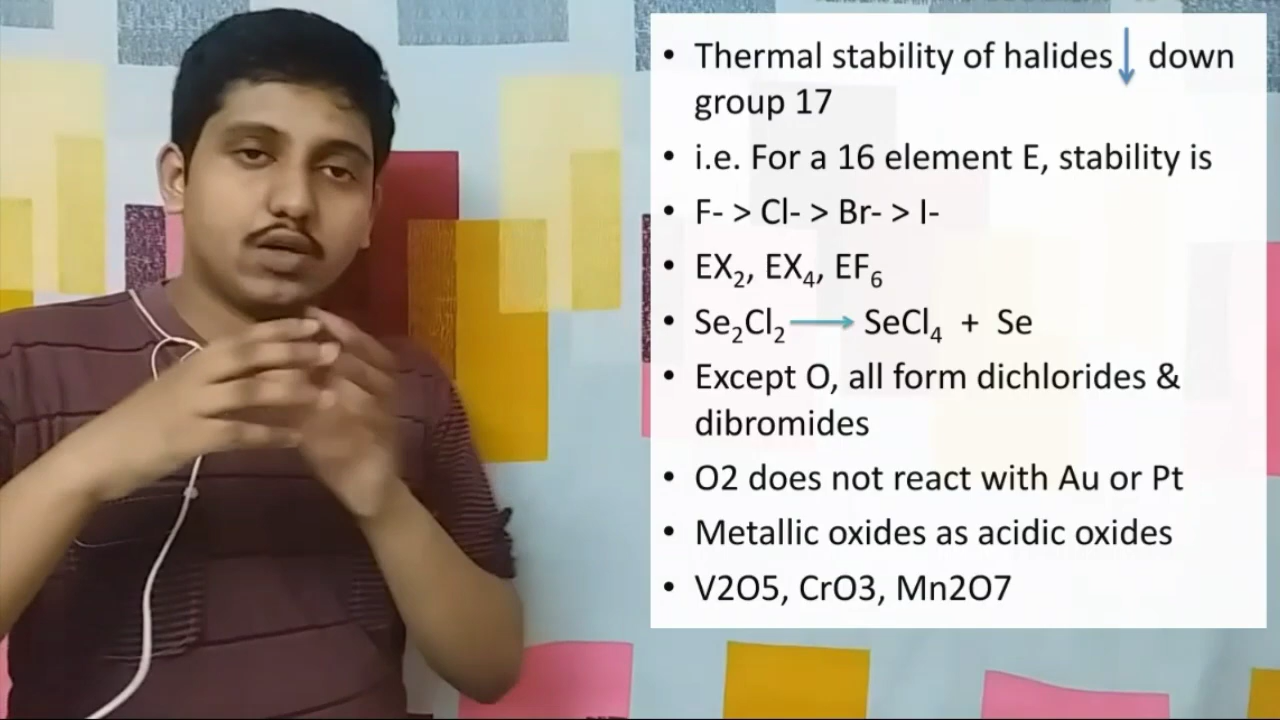 • Thermal stability of halides ↓ down
group 17
• i.e. For a 16 element E, stability is
• F- > Cl- > Br- > I-
• EX₂, EX₄, EF₆
• Se₂Cl₂ → SeCl₄ + Se
• Except O, all form dichlorides &
dibromides
• O2 does not react with Au or Pt
• Metallic oxides as acidic oxides
• V2O5, CrO3, Mn2O7